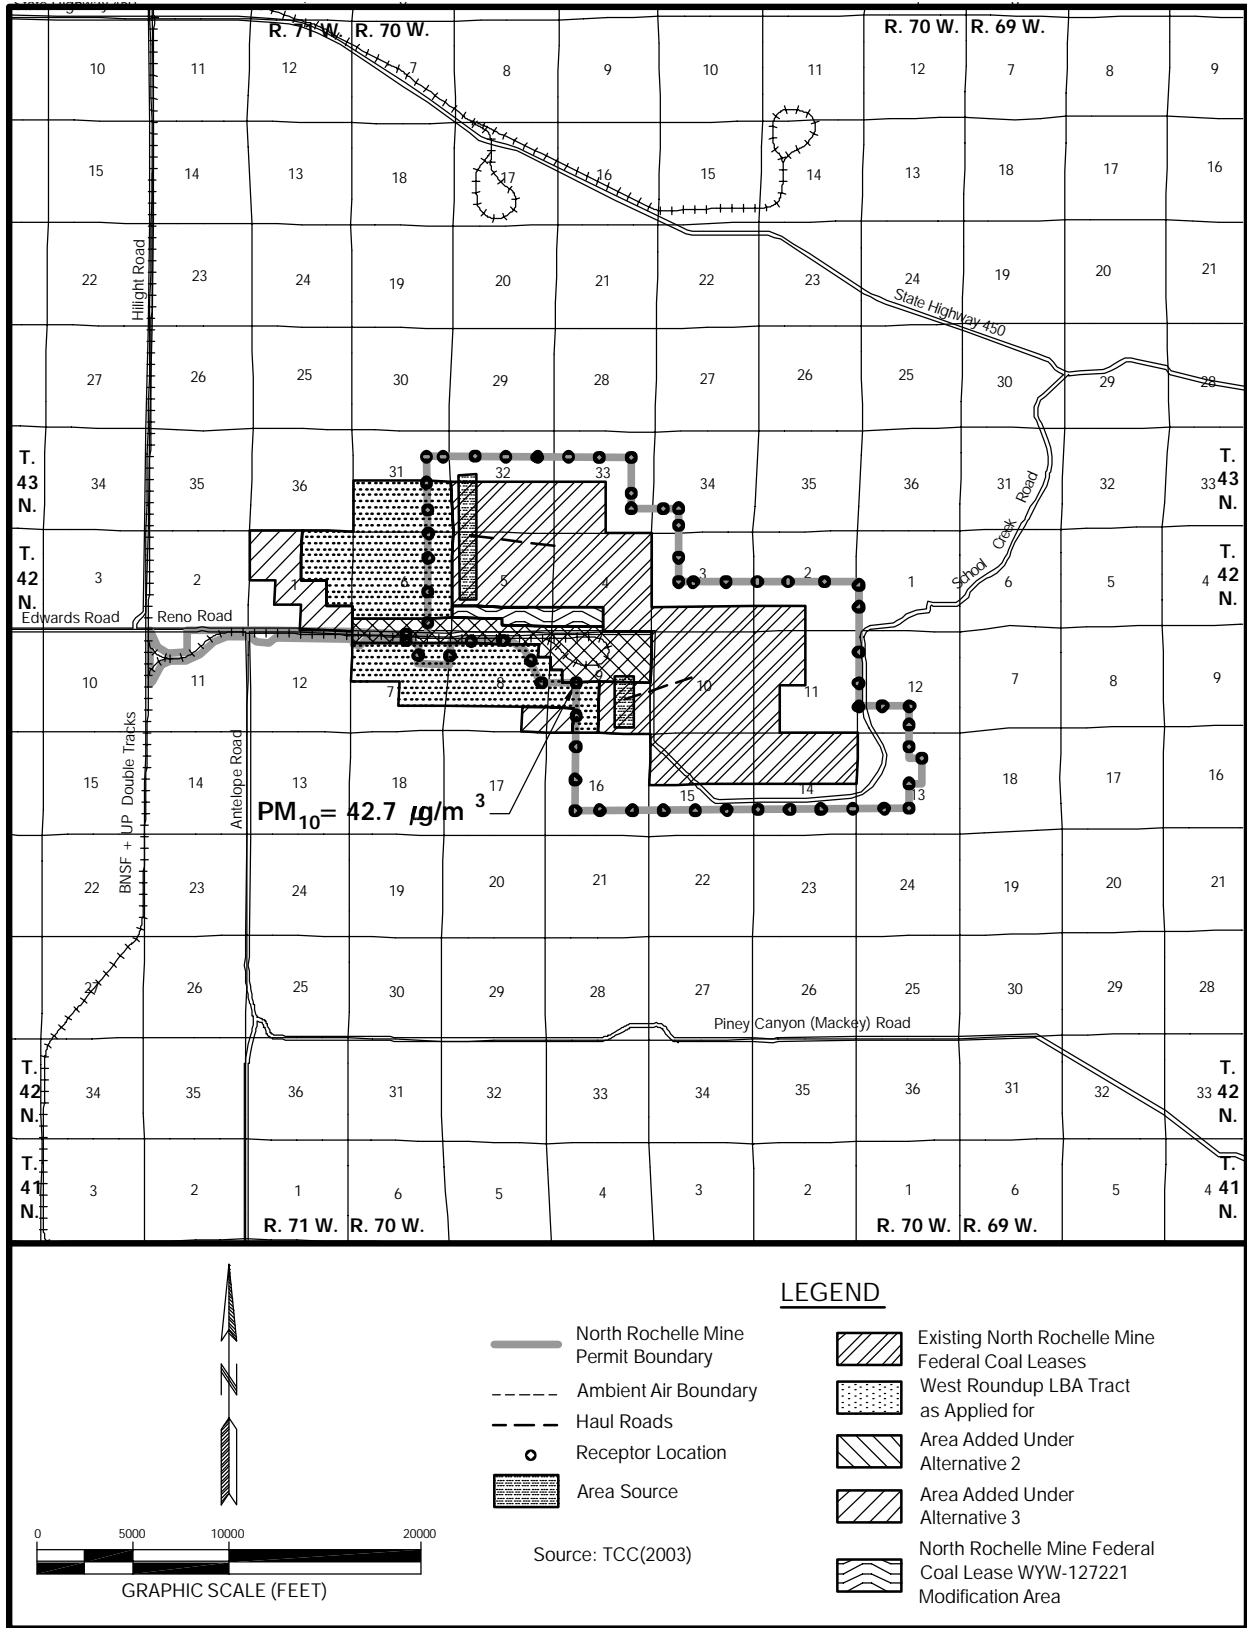 R. 71 W. R. 70 W. R. 70 W. R. 69 W.
10 11 12 7 8 9 10 11 12 7 8 9
15 14 13 18 17 16 15 14 13 18 17 16
Hilight Road
22 23 24 19 20 21 22 23 24 19 20 21
State Highway 450
27 26 25 30 29 28 27 26 25 30 29 28
T. 43 N. 34 35 36 31 32 33 34 35 36 31 32 33 T. 43 N.
School Creek Road
T. 42 N. 3 2 1 6 5 4 3 2 1 6 5 4 T. 42 N.
Edwards Road Reno Road
10 11 12 7 8 9 10 11 12 7 8 9
BNSF + UP Double Tracks
Antelope Road
15 14 13 18 17 16 15 14 13 18 17 16
PM10= 42.7 µg/m 3
22 23 24 19 20 21 22 23 24 19 20 21
27 26 25 30 29 28 27 26 25 30 29 28
Piney Canyon (Mackey) Road
T. 42 N. 34 35 36 31 32 33 34 35 36 31 32 33 T. 42 N.
T. 41 N. 3 2 1 6 5 4 3 2 1 6 5 4 T. 41 N.
R. 71 W. R. 70 W. R. 70 W. R. 69 W.
LEGEND
North Rochelle Mine
Permit Boundary
Ambient Air Boundary
Haul Roads
Receptor Location
Area Source
Existing North Rochelle Mine
Federal Coal Leases
West Roundup LBA Tract
as Applied for
Area Added Under
Alternative 2
Area Added Under
Alternative 3
North Rochelle Mine Federal
Coal Lease WYW-127221
Modification Area
N
0 5000 10000 20000
GRAPHIC SCALE (FEET)
Source: TCC(2003)